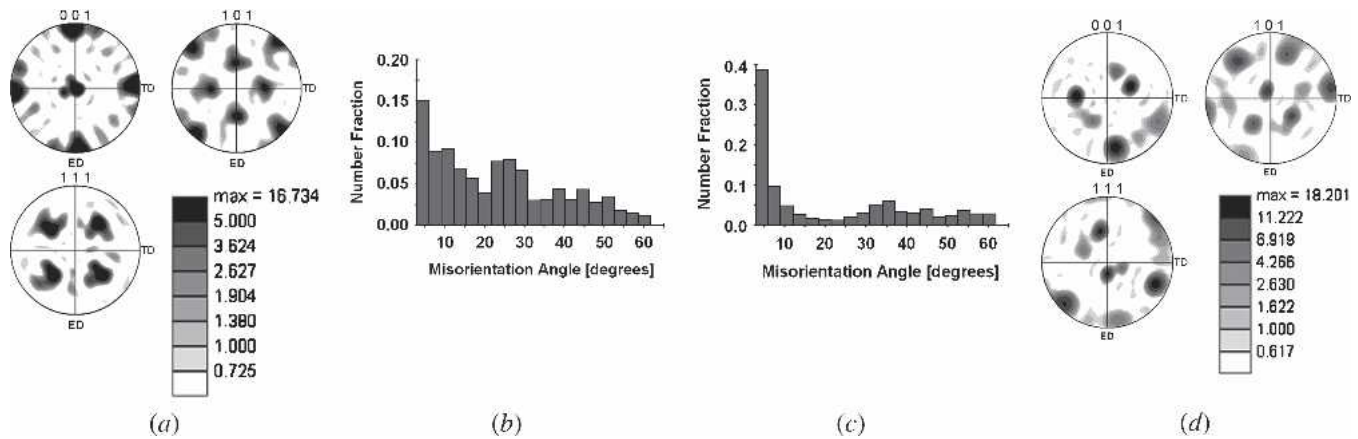 0 0 1
TD
ED
1 0 1
TD
ED
1 1 1
TD
ED
max = 16.734
5.000
3.624
2.627
1.904
1.380
1.000
0.725
(a)
0.20
0.15
0.10
0.05
0.00
Number Fraction
10 20 30 40 50 60
Misorientation Angle [degrees]
(b)
0.4
0.3
0.2
0.1
0.0
Number Fraction
10 20 30 40 50 60
Misorientation Angle [degrees]
(c)
0 0 1
TD
ED
1 0 1
TD
ED
1 1 1
TD
ED
max = 18.201
11.222
6.919
4.266
2.630
1.622
1.000
0.617
(d)